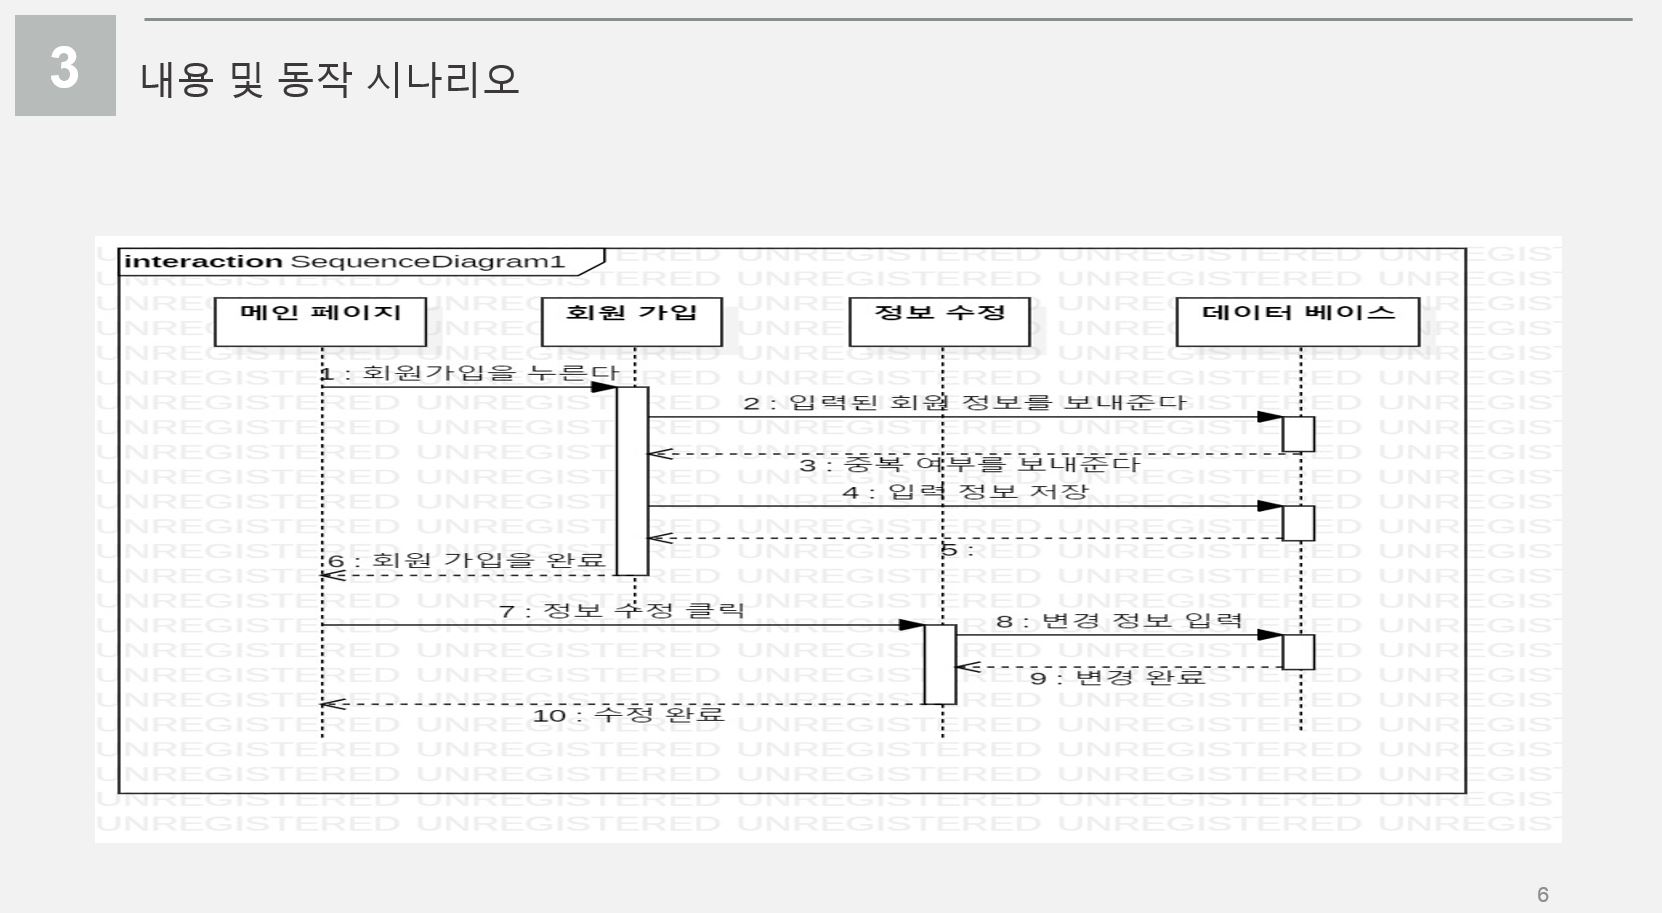 3
내용 및 동작 시나리오
interaction SequenceDiagram1
메인 페이지
회원 가입
정보 수정
데이터 베이스
1 : 회원가입을 누른다
2 : 입력된 회원 정보를 보내준다
3 : 중복 여부를 보내준다
4 : 입력 정보 저장
5 :
6 : 회원 가입을 완료
7 : 정보 수정 클릭
8 : 변경 정보 입력
9 : 변경 완료
10 : 수정 완료
UNREGISTERED UNREGISTERED UNREGISTERED UNREGISTERED UNREGIST
6